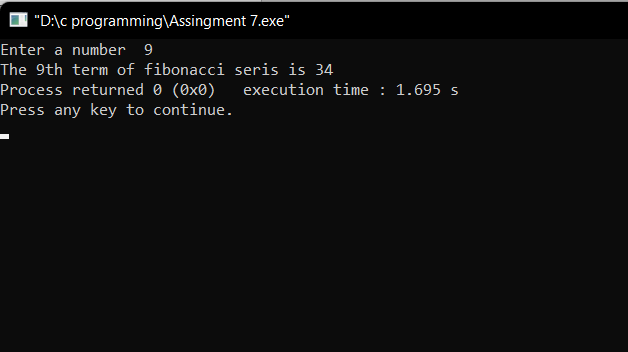 "D:\c programming\Assingment 7.exe"
Enter a number  9
The 9th term of fibonacci seris is 34
Process returned 0 (0x0)   execution time : 1.695 s
Press any key to continue.